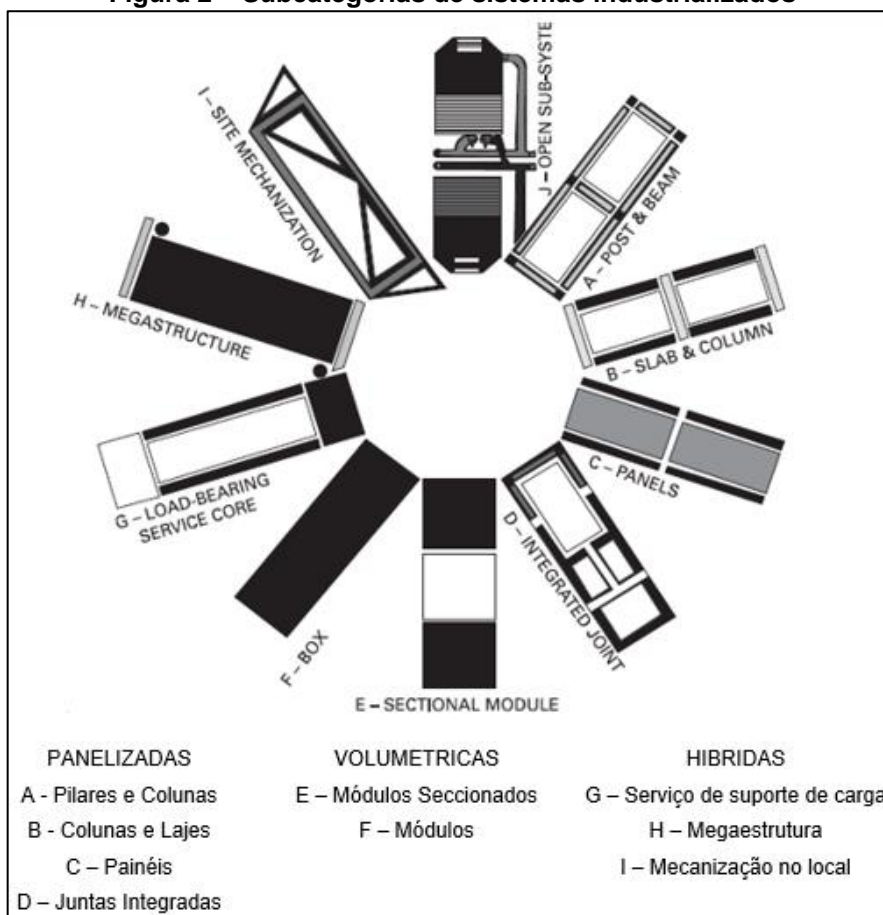 Figura 2 – Subcategorias de sistemas industrializados
I – SITE MECHANIZATION
J – OPEN SUB-SYSTE
A – POST & BEAM
H – MEGASTRUCTURE
B – SLAB & COLUMN
C – PANELS
G – LOAD-BEARING
SERVICE CORE
D – INTEGRATED JOINT
F – BOX
E – SECTIONAL MODULE
PANELIZADAS
A - Pilares e Colunas
B - Colunas e Lajes
C – Painéis
D – Juntas Integradas
VOLUMETRICAS
E – Módulos Seccionados
F – Módulos
HIBRIDAS
G – Serviço de suporte de carga
H – Megaestrutura
I – Mecanização no local